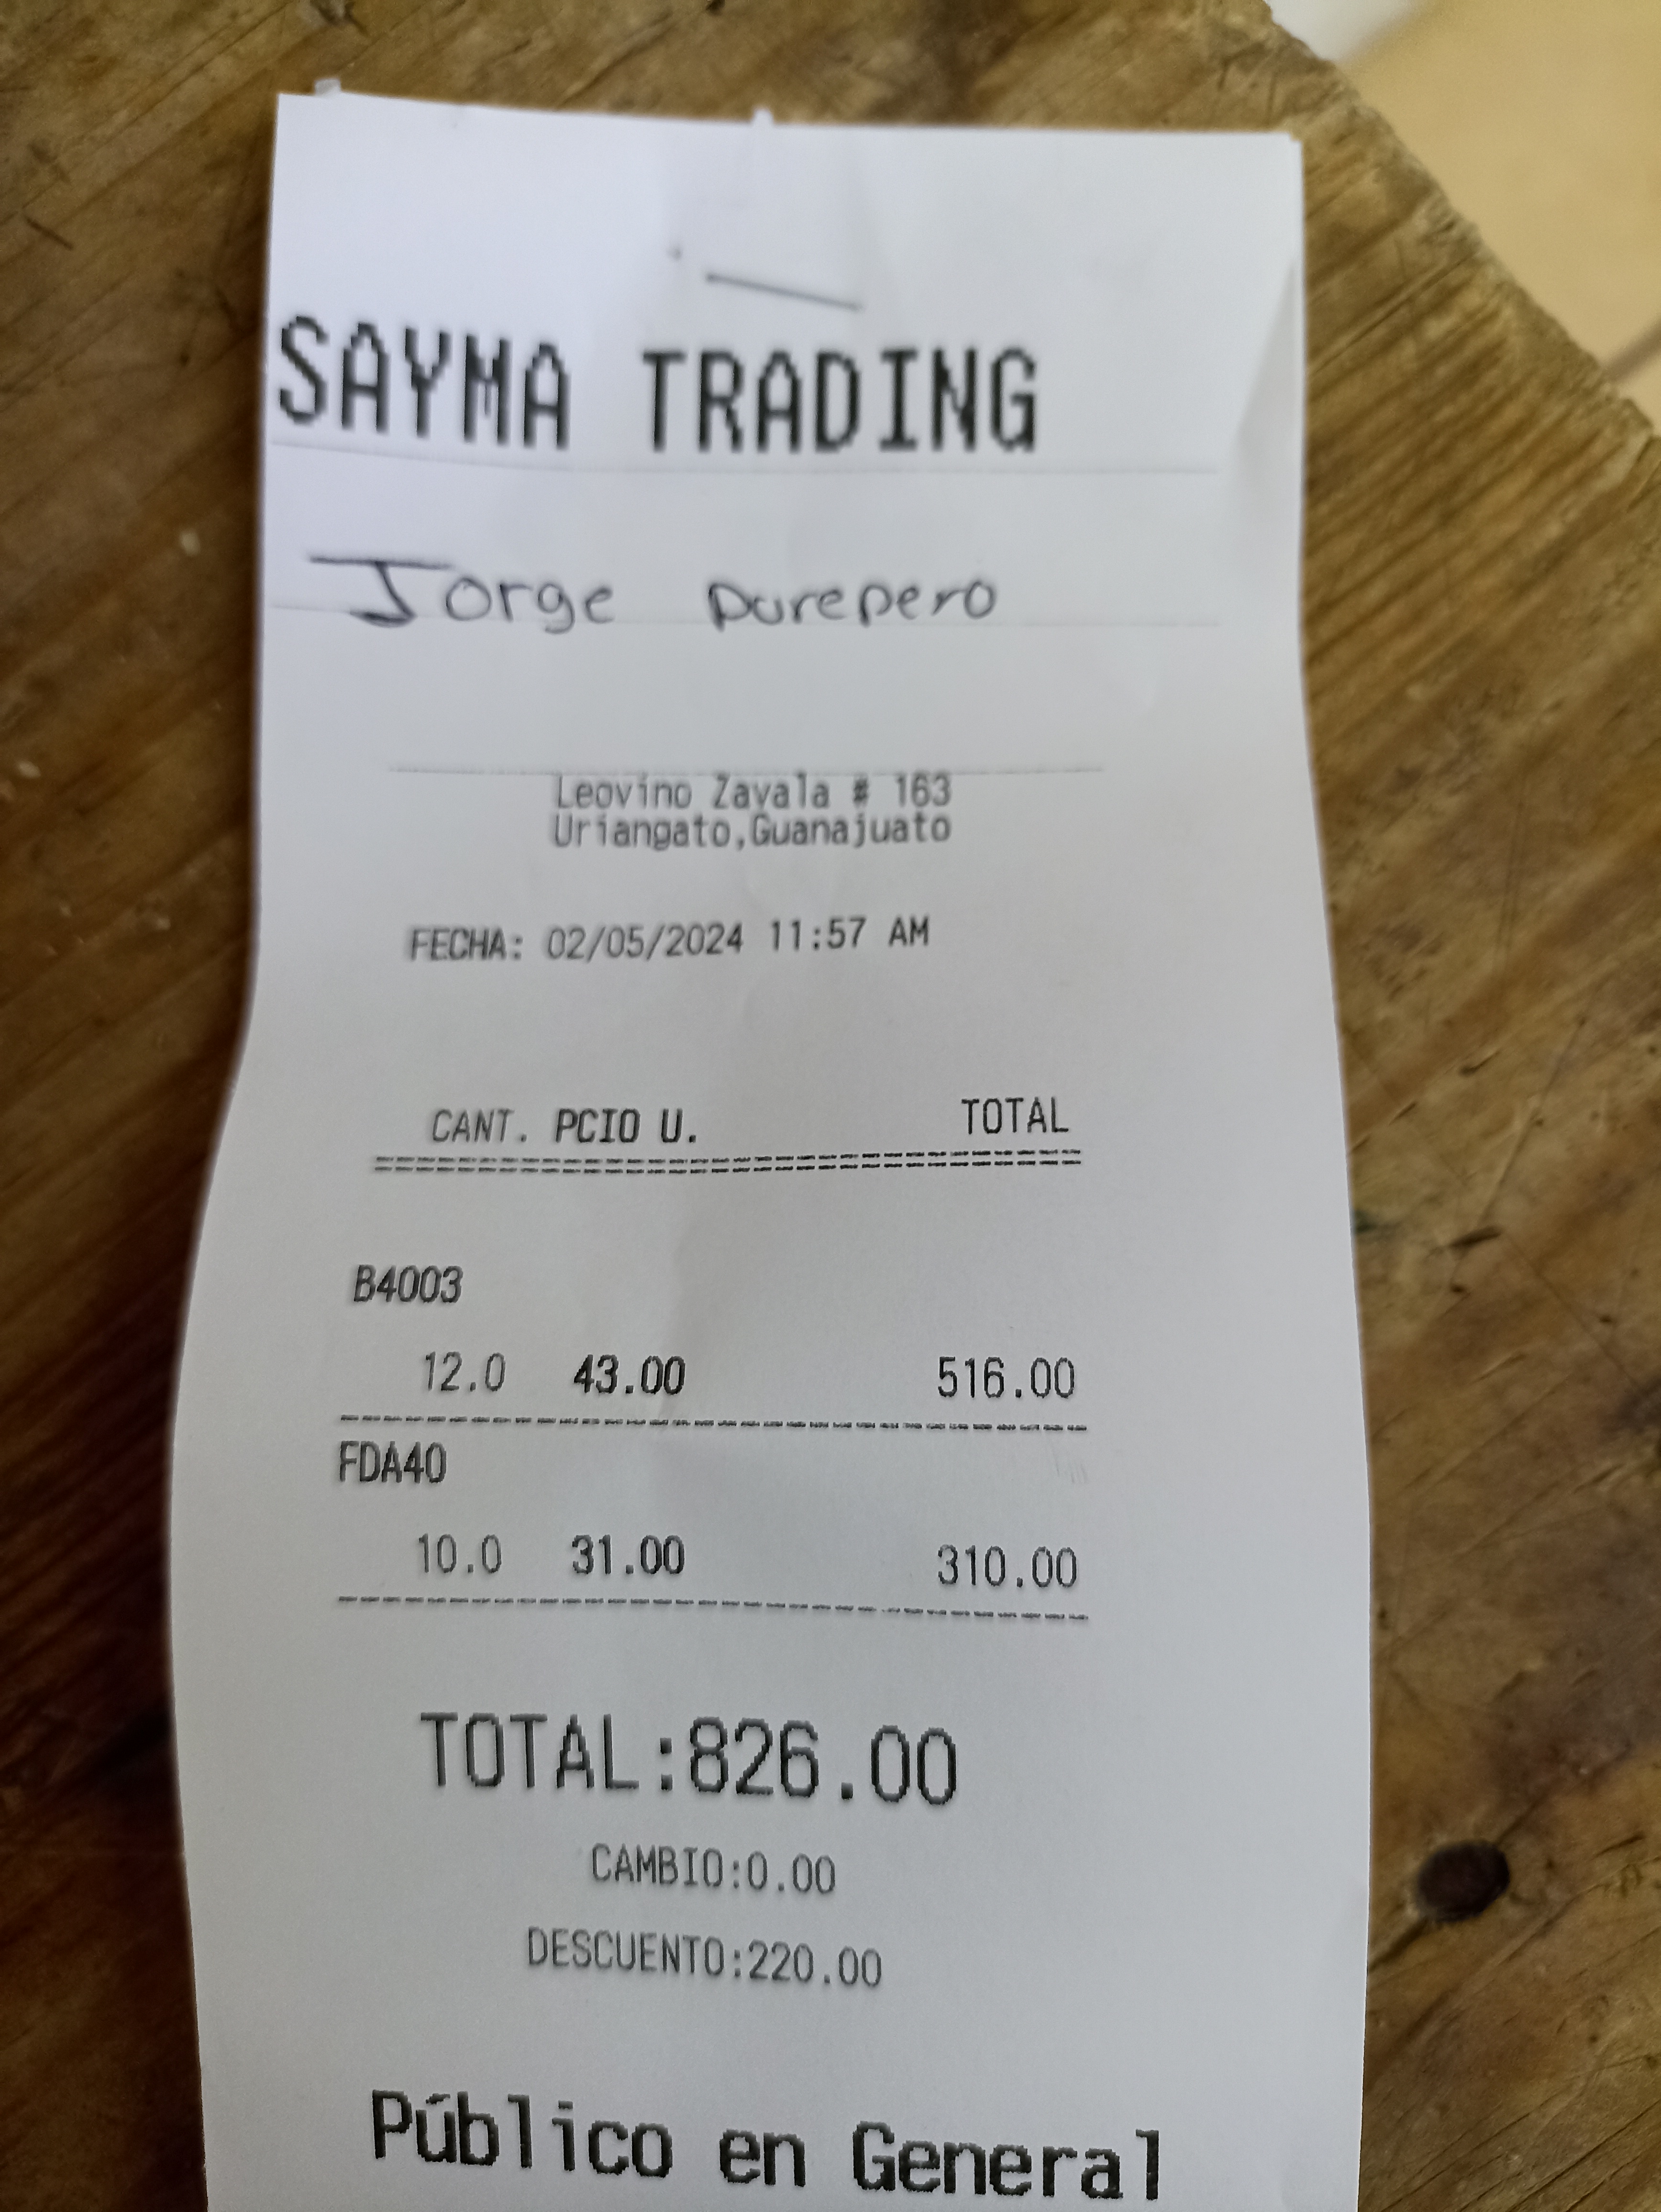 SAYMA TRADING
Jorge purepero
Leovino Zavala # 163
Uriangato,Guanajuato
FECHA: 02/05/2024 11:57 AM
CANT. PCIO U. TOTAL
B4003
12.0 43.00 516.00
FDA40
10.0 31.00 310.00
TOTAL:826.00
CAMBIO:0.00
DESCUENTO:220.00
Público en General